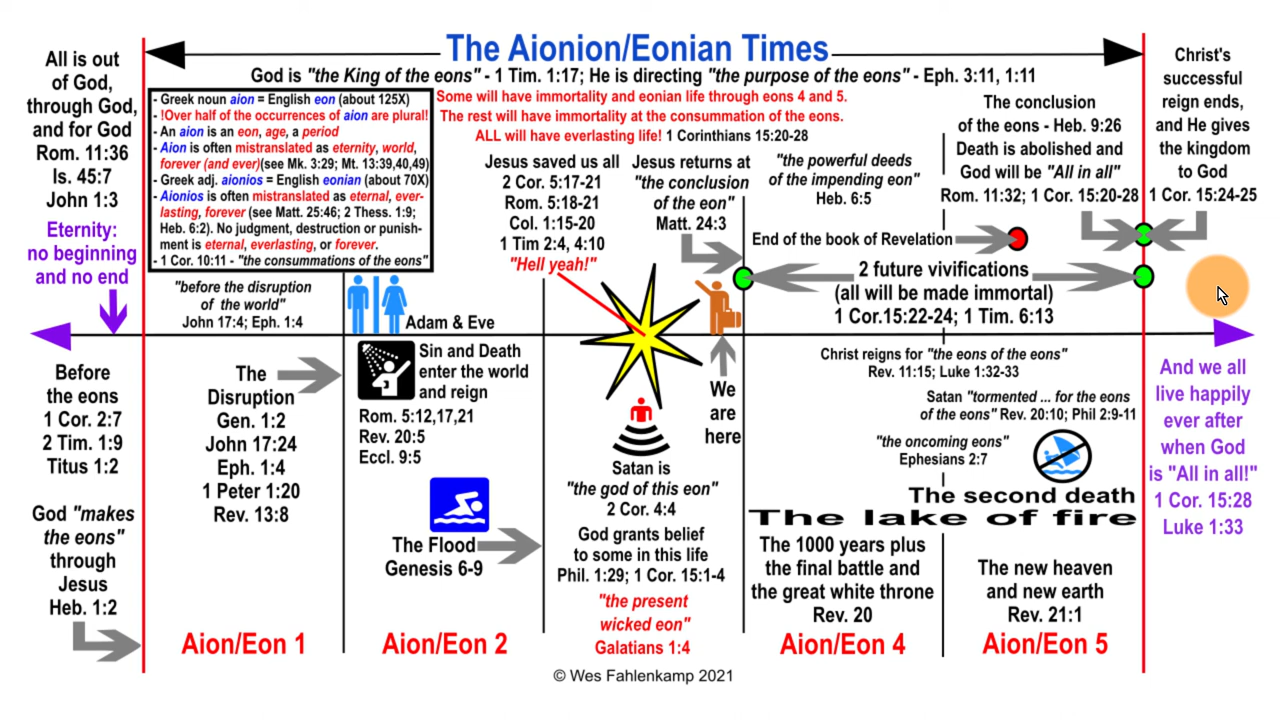 The Aionion/Eonian Times
God is "the King of the eons" - 1 Tim. 1:17; He is directing "the purpose of the eons" - Eph. 3:11, 1:11
All is out
of God,
through God,
and for God
Rom. 11:36
Is. 45:7
John 1:3
Eternity:
no beginning
and no end
Before
the eons
1 Cor. 2:7
2 Tim. 1:9
Titus 1:2
God "makes
the eons"
through
Jesus
Heb. 1:2
- Greek noun aion = English eon (about 125X)
- !Over half of the occurrences of aion are plural!
- An aion is an eon, age, a period
- Aion is often mistranslated as eternity, world,
forever (and ever)(see Mk. 3:29; Mt. 13:39,40,49)
- Greek adj. aionios = English eonian (about 70X)
- Aionios is often mistranslated as eternal, ever-
lasting, forever (see Matt. 25:46; 2 Thess. 1:9;
Heb. 6:2). No judgment, destruction or punish-
ment is eternal, everlasting, or forever.
- 1 Cor. 10:11 - "the consummations of the eons"
"before the disruption
of the world"
John 17:4; Eph. 1:4
The
Disruption
Gen. 1:2
John 17:24
Eph. 1:4
1 Peter 1:20
Rev. 13:8
Aion/Eon 1
Adam & Eve
Sin and Death
enter the world
and reign
Rom. 5:12,17,21
Rev. 20:5
Eccl. 9:5
The Flood
Genesis 6-9
Aion/Eon 2
Some will have immortality and eonian life through eons 4 and 5.
The rest will have immortality at the consummation of the eons.
ALL will have everlasting life! 1 Corinthians 15:20-28
Jesus saved us all
2 Cor. 5:17-21
Rom. 5:18-21
Col. 1:15-20
1 Tim 2:4, 4:10
"Hell yeah!"
Jesus returns at
"the conclusion
of the eon"
Matt. 24:3
We
are
here
Satan is
"the god of this eon"
2 Cor. 4:4
God grants belief
to some in this life
Phil. 1:29; 1 Cor. 15:1-4
"the present
wicked eon"
Galatians 1:4
"the powerful deeds
of the impending eon"
Heb. 6:5
The conclusion
of the eons - Heb. 9:26
Death is abolished and
God will be "All in all"
Rom. 11:32; 1 Cor. 15:20-28
End of the book of Revelation
2 future vivifications
(all will be made immortal)
1 Cor.15:22-24; 1 Tim. 6:13
Christ reigns for "the eons of the eons"
Rev. 11:15; Luke 1:32-33
Satan "tormented ... for the eons
of the eons" Rev. 20:10; Phil 2:9-11
"the oncoming eons"
Ephesians 2:7
The second death
The lake of fire
The 1000 years plus
the final battle and
the great white throne
Rev. 20
Aion/Eon 4
The new heaven
and new earth
Rev. 21:1
Aion/Eon 5
Christ's
successful
reign ends,
and He gives
the kingdom
to God
1 Cor. 15:24-25
And we all
live happily
ever after
when God
is "All in all!"
1 Cor. 15:28
Luke 1:33
© Wes Fahlenkamp 2021